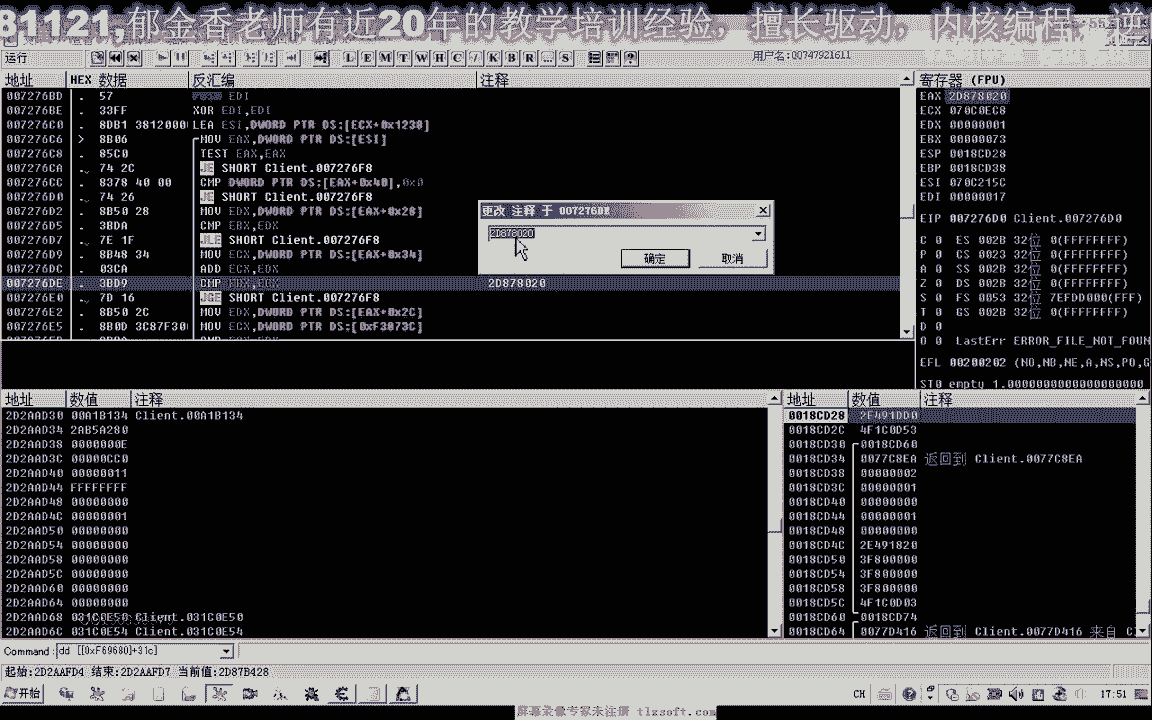 81121,郁金香老师有近20年的教学培训经验，擅长驱动，内核编程，逆
运行 L E M T W H C / K B R ... S 用户名:00747921611
地址 HEX 数据 反汇编 注释
007276BD . 57 EDI
007276BE . 33FF XOR EDI,EDI
007276C0 . 8DB1 38120000 LEA ESI,DWORD PTR DS:[ECX+0x1238]
007276C6 > 8B06 MOV EAX,DWORD PTR DS:[ESI]
007276C8 . 85C0 TEST EAX,EAX
007276CA . 74 2C JE SHORT Client.007276F8
007276CC . 8378 40 00 CMP DWORD PTR DS:[EAX+0x40],0x0
007276D0 . 74 26 JE SHORT Client.007276F8
007276D2 . 8B50 28 MOV EDX,DWORD PTR DS:[EAX+0x28]
007276D5 . 3BDA CMP EBX,EDX
007276D7 . 7E 1F JLE SHORT Client.007276F8
007276D9 . 8B48 34 MOV ECX,DWORD PTR DS:[EAX+0x34]
007276DC . 03CA ADD ECX,EDX
007276DE . 3BD9 CMP EBX,ECX 2D878020
007276E0 . 7D 16 JGE SHORT Client.007276F8
007276E2 . 8B50 2C MOV EDX,DWORD PTR DS:[EAX+0x2C]
007276E5 . 8B0D 3C87F30 MOV ECX,DWORD PTR DS:[0xF3873C]
更改 注释 于 007276DE
2D878020
确定 取消
寄存器 (FPU)
EAX 2D878020
ECX 070C0EC8
EDX 00000001
EBX 00000073
ESP 0018CD28
EBP 0018CD38
ESI 070C215C
EDI 00000017
EIP 007276D0 Client.007276D0
C 0 ES 002B 32位 0(FFFFFFFF)
P 0 CS 0023 32位 0(FFFFFFFF)
A 0 SS 002B 32位 0(FFFFFFFF)
Z 0 DS 002B 32位 0(FFFFFFFF)
S 0 FS 0053 32位 7EFDD000(FFF)
T 0 GS 002B 32位 0(FFFFFFFF)
D 0
O 0 LastErr ERROR_FILE_NOT_FOUN
EFL 00200202 (NO,NB,NE,A,NS,PO,G
ST0 empty 1.0000000000000000000
地址 数值 注释
2D2AAD30 00A1B134 Client.00A1B134
2D2AAD34 2AB5A280
2D2AAD38 0000000E
2D2AAD3C 00000CC0
2D2AAD40 00000011
2D2AAD44 FFFFFFFF
2D2AAD48 00000000
2D2AAD4C 00000001
2D2AAD50 00000000
2D2AAD54 00000000
2D2AAD58 00000000
2D2AAD5C 00000000
2D2AAD60 00000000
2D2AAD64 00000000
2D2AAD68 031C0E50 Client.031C0E50
2D2AAD6C 031C0E54 Client.031C0E54
地址 数值 注释
0018CD28 2E491DD0
0018CD2C 4F1C0D53
0018CD30 0018CD60
0018CD34 0077C8EA 返回到 Client.0077C8EA
0018CD38 00000002
0018CD3C 00000001
0018CD40 00000000
0018CD44 00000001
0018CD48 00000000
0018CD4C 2E491820
0018CD50 3F800000
0018CD54 3F800000
0018CD58 3F800000
0018CD5C 4F1C0D03
0018CD60 0018CD74
0018CD64 0077D416 返回到 Client.0077D416 来自 C
Command: dd [[0xF69680]+31c]
起始:2D2AAFD4 结束:2D2AAFD7 当前值:2D87B428
开始 CH 17:51
屏幕录像专家未注册 tlxsoft.com